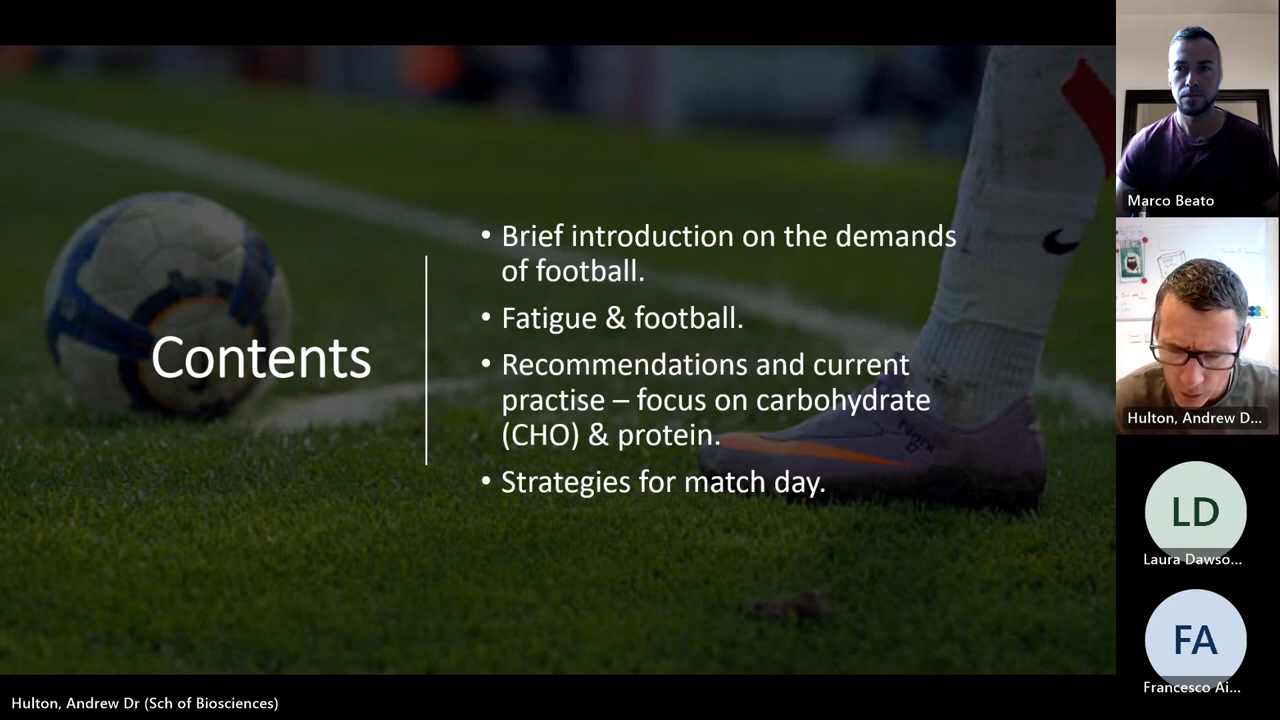 Contents
• Brief introduction on the demands
of football.
• Fatigue & football.
• Recommendations and current
practise – focus on carbohydrate
(CHO) & protein.
• Strategies for match day.
Marco Beato
Hulton, Andrew D...
LD
Laura Dawso...
FA
Francesco Ai...
Hulton, Andrew Dr (Sch of Biosciences)